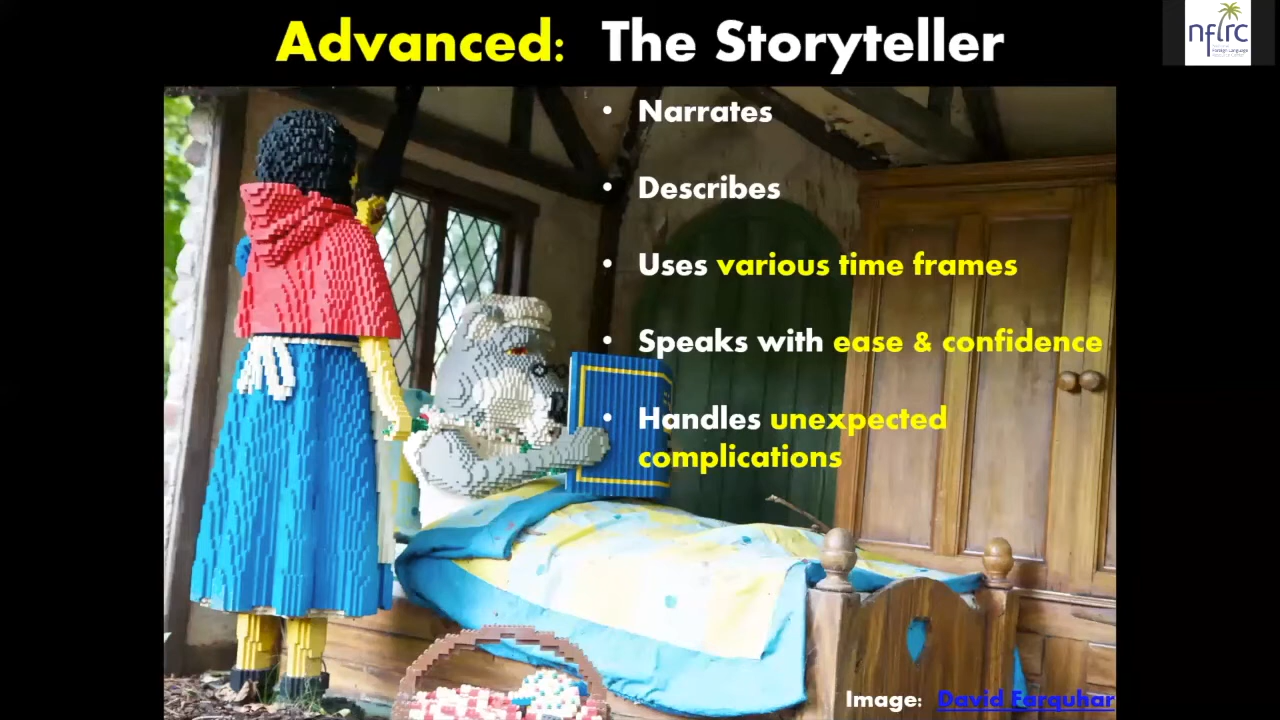 Advanced: The Storyteller
nflrc
• Narrates
• Describes
• Uses various time frames
• Speaks with ease & confidence
• Handles unexpected
complications
Image: David Farquhar